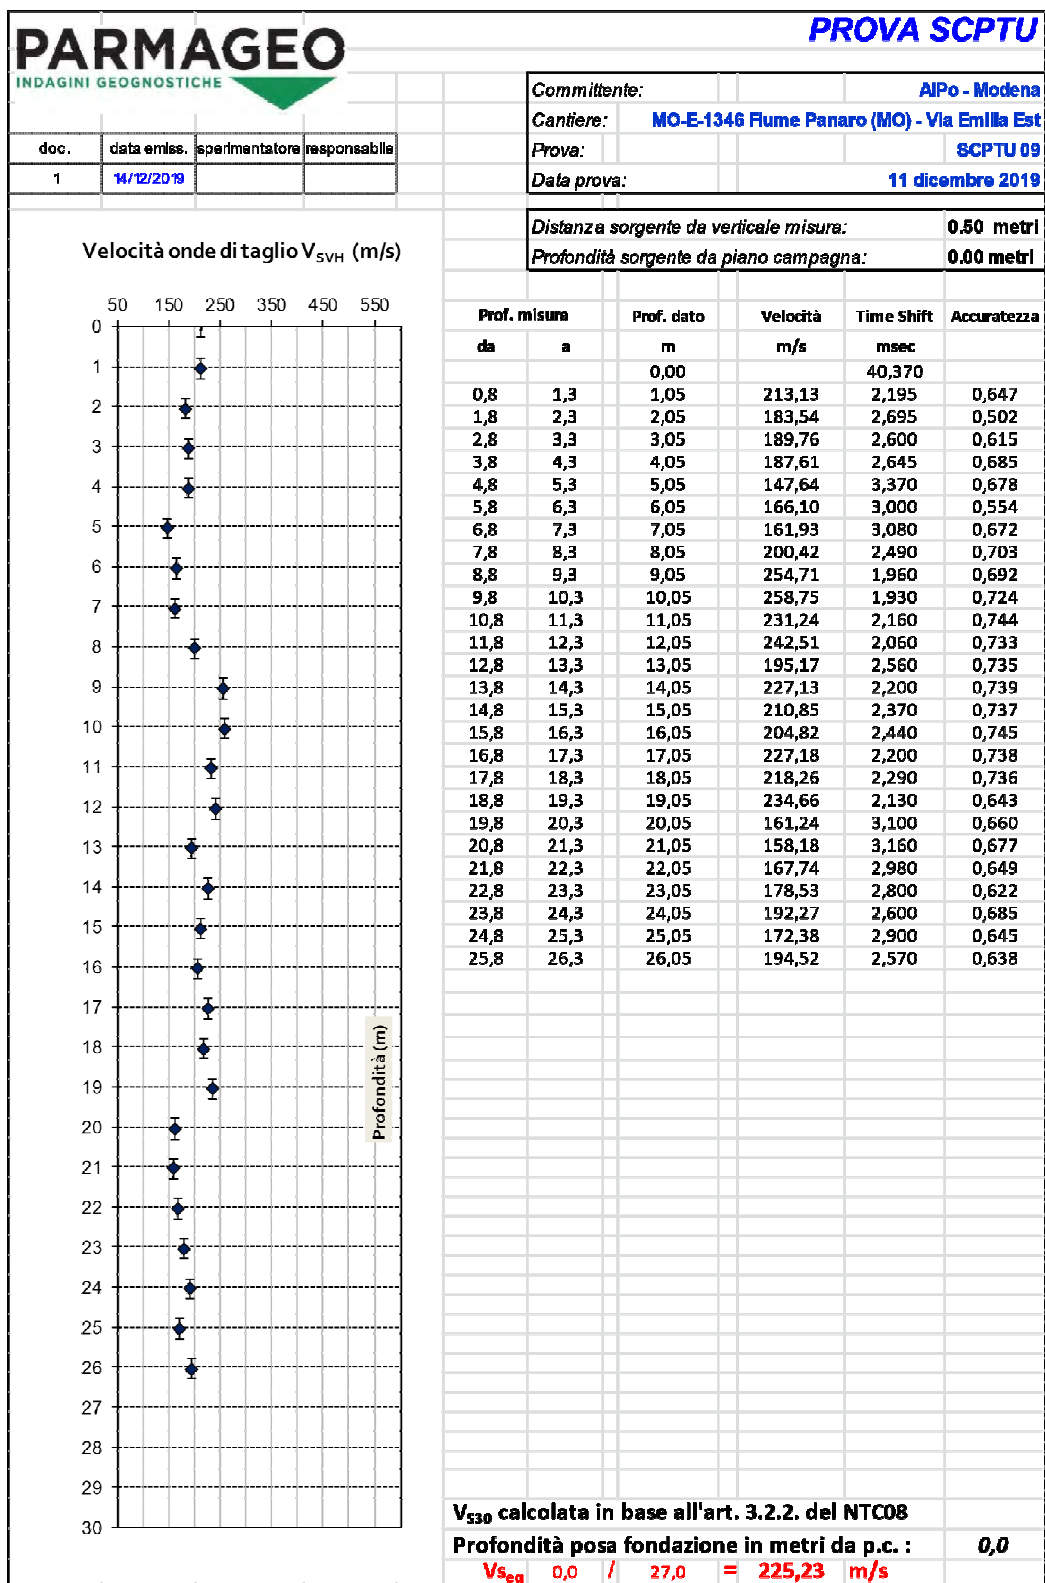 PROVA SCPTU
PARMAGEO
INDAGINI GEOGNOSTICHE
Committente: AIPo - Modena
Cantiere: MO-E-1346 Fiume Panaro (MO) - Via Emilia Est
Prova: SCPTU 09
Data prova: 11 dicembre 2019
doc. data emiss. sperimentatore responsabile
1 14/12/2019
Distanza sorgente da verticale misura: 0.50 metri
Profondità sorgente da piano campagna: 0.00 metri
Velocità onde di taglio VSVH (m/s)
50 150 250 350 450 550
0
1
2
3
4
5
6
7
8
9
10
11
12
13
14
15
16
17
18
19
20
21
22
23
24
25
26
27
28
29
30
Profondità (m)
Prof. misura Prof. dato Velocità Time Shift Accuratezza
da a m m/s msec
0,00 40,370
0,8 1,3 1,05 213,13 2,195 0,647
1,8 2,3 2,05 183,54 2,695 0,502
2,8 3,3 3,05 189,76 2,600 0,615
3,8 4,3 4,05 187,61 2,645 0,685
4,8 5,3 5,05 147,64 3,370 0,678
5,8 6,3 6,05 166,10 3,000 0,554
6,8 7,3 7,05 161,93 3,080 0,672
7,8 8,3 8,05 200,42 2,490 0,703
8,8 9,3 9,05 254,71 1,960 0,692
9,8 10,3 10,05 258,75 1,930 0,724
10,8 11,3 11,05 231,24 2,160 0,744
11,8 12,3 12,05 242,51 2,060 0,733
12,8 13,3 13,05 195,17 2,560 0,735
13,8 14,3 14,05 227,13 2,200 0,739
14,8 15,3 15,05 210,85 2,370 0,737
15,8 16,3 16,05 204,82 2,440 0,745
16,8 17,3 17,05 227,18 2,200 0,738
17,8 18,3 18,05 218,26 2,290 0,736
18,8 19,3 19,05 234,66 2,130 0,643
19,8 20,3 20,05 161,24 3,100 0,660
20,8 21,3 21,05 158,18 3,160 0,677
21,8 22,3 22,05 167,74 2,980 0,649
22,8 23,3 23,05 178,53 2,800 0,622
23,8 24,3 24,05 192,27 2,600 0,685
24,8 25,3 25,05 172,38 2,900 0,645
25,8 26,3 26,05 194,52 2,570 0,638
VS30 calcolata in base all'art. 3.2.2. del NTC08
Profondità posa fondazione in metri da p.c. : 0,0
Vseq 0,0 / 27,0 = 225,23 m/s